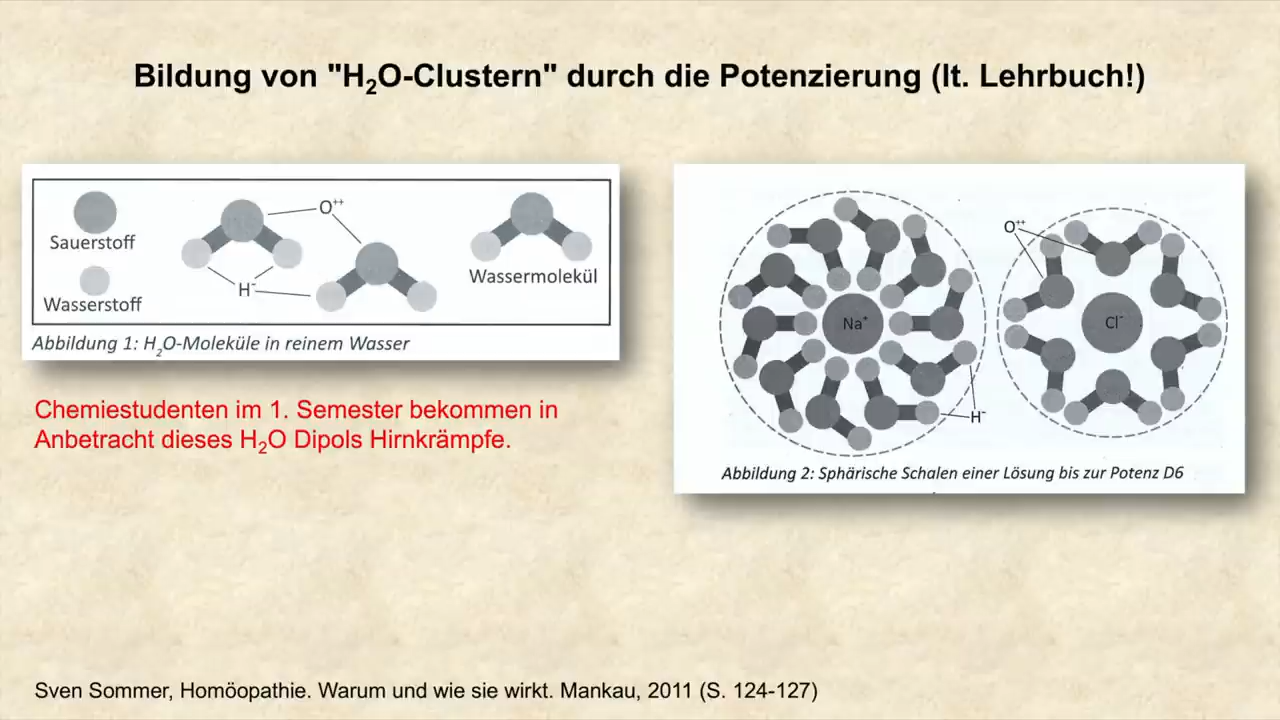 Bildung von "H₂O-Clustern" durch die Potenzierung (lt. Lehrbuch!)
Sauerstoff
Wasserstoff
O⁺⁺
H⁻
Wassermolekül
Abbildung 1: H₂O-Moleküle in reinem Wasser
Chemiestudenten im 1. Semester bekommen in
Anbetracht dieses H₂O Dipols Hirnkrämpfe.
Na⁺
O⁺⁺
Cl⁻
H⁻
Abbildung 2: Sphärische Schalen einer Lösung bis zur Potenz D6
Sven Sommer, Homöopathie. Warum und wie sie wirkt. Mankau, 2011 (S. 124-127)